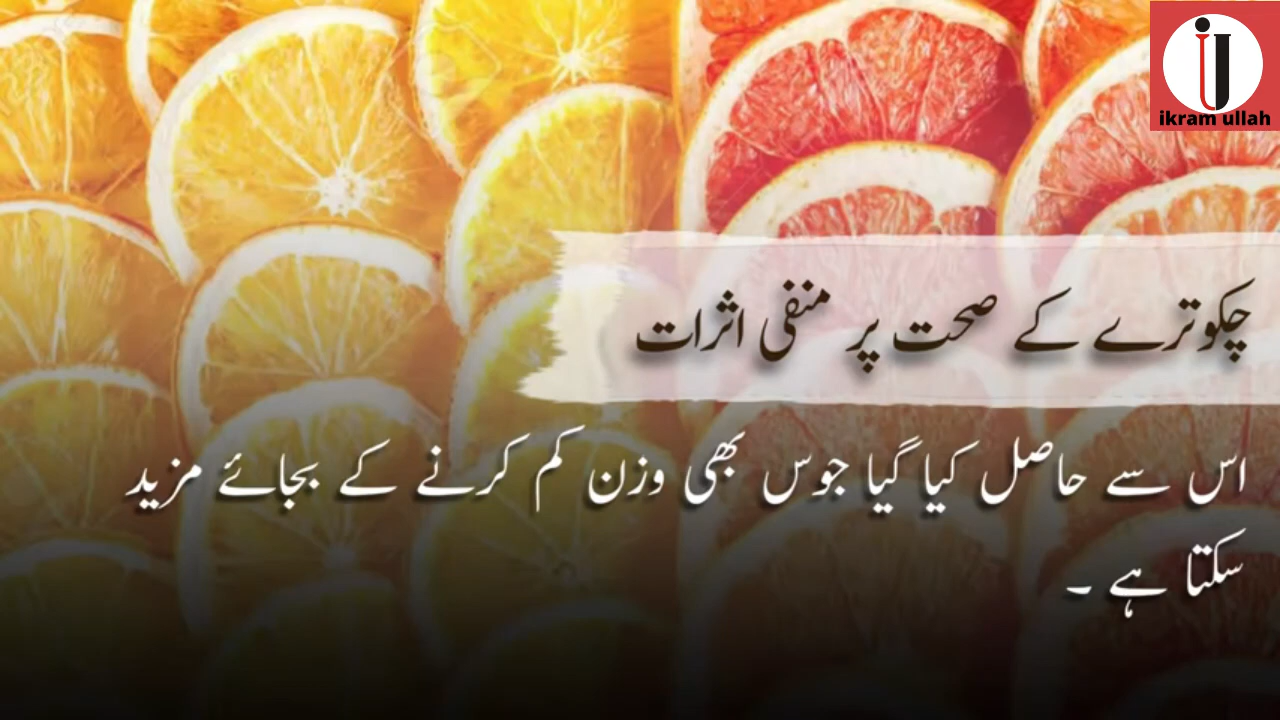 ikram ullah
چکوترے کے صحت پر منفی اثرات
اس سے حاصل کیا گیا جوس بھی وزن کم کرنے کے بجائے مزید
سکتا ہے ۔